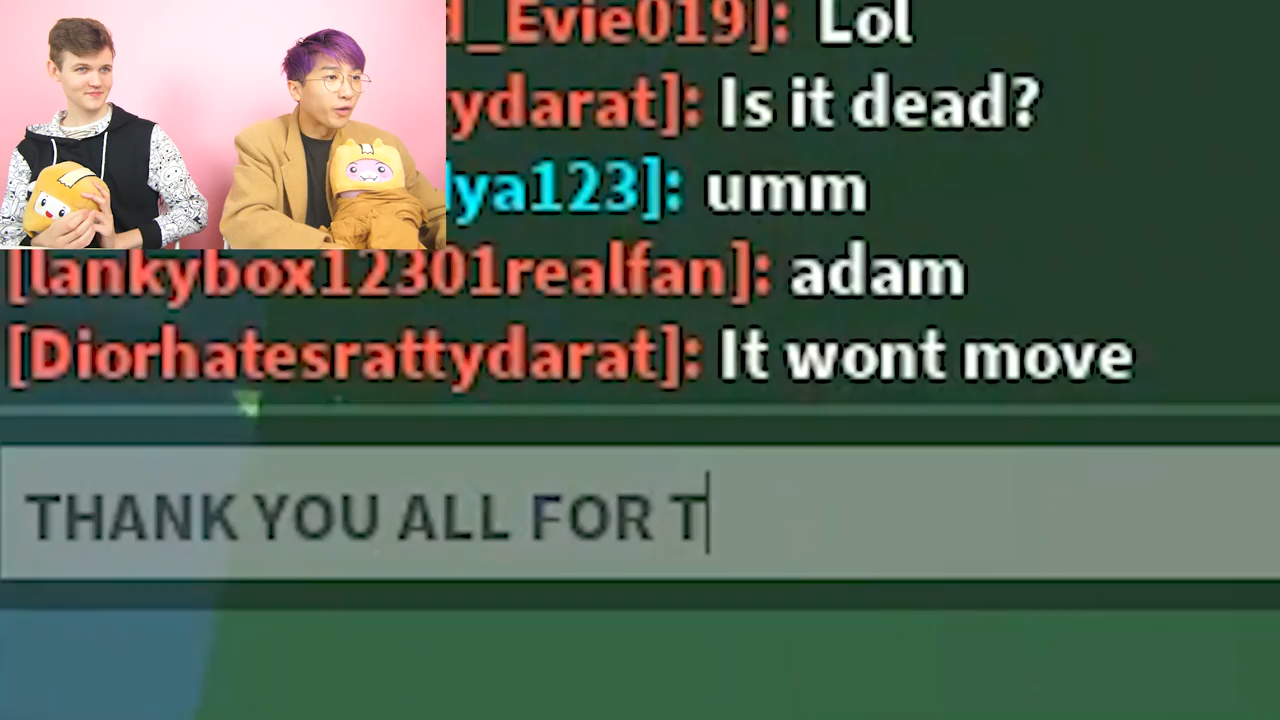 d_Evie019]: Lol
ydarat]: Is it dead?
lya123]: umm
[lankybox12301realfan]: adam
[Diorhatesrattydarat]: It wont move
THANK YOU ALL FOR T